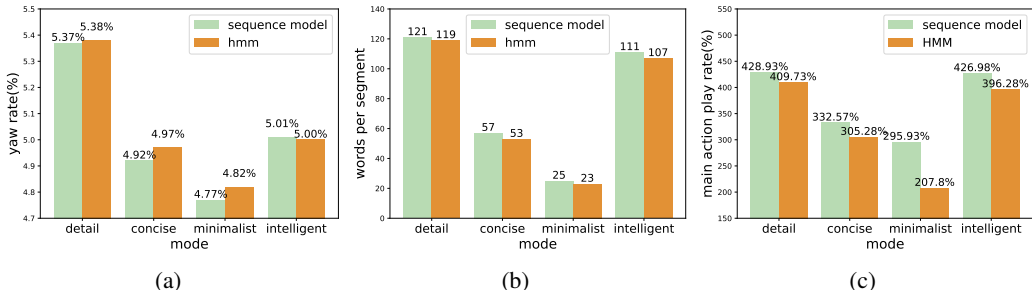 yaw rate(%)
5.5
5.4
5.3
5.2
5.1
5.0
4.9
4.8
4.7
sequence model
hmm
5.37%
5.38%
4.92%
4.97%
4.77%
4.82%
5.01%
5.00%
detail concise minimalist intelligent
mode
(a)
words per segment
120
100
80
60
40
20
0
sequence model
hmm
121
119
57
53
25
23
111
107
detail concise minimalist intelligent
mode
(b)
main action play rate(%)
550
500
450
400
350
300
250
200
150
sequence model
HMM
428.93%
409.73%
332.57%
305.28%
295.93%
207.8%
426.98%
396.28%
detail concise minimalist intelligent
mode
(c)